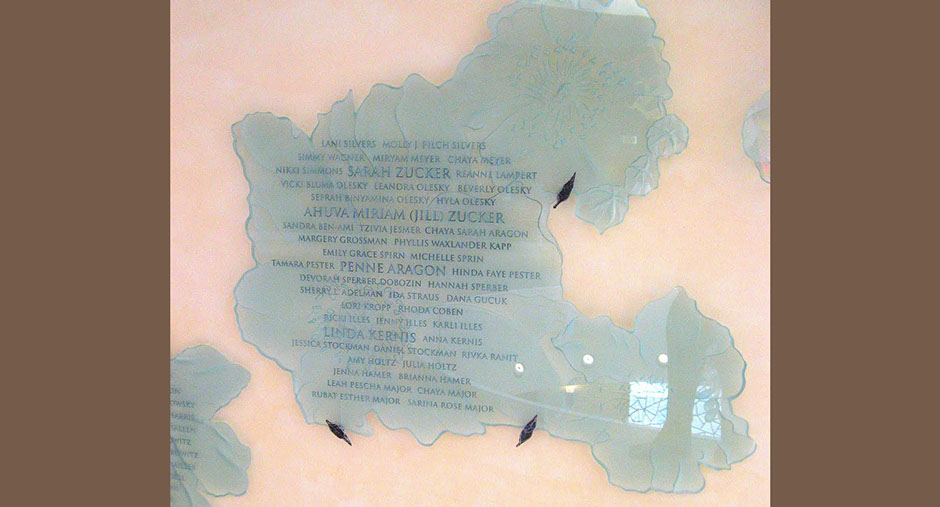 LANI SILVERS MOLLY J. FILCH SILVERS
SIMMY WAGNER MIRYAM MEYER CHAYA MEYER
NIKKI SIMMONS SARAH ZUCKER REANNE LAMPERT
VICKI BLUMA OLESKY LEANDRA OLESKY BEVERLY OLESKY
SEFRAH BINYAMINA OLESKY HYLA OLESKY
AHUVA MIRIAM (JILL) ZUCKER
SANDRA BEN-AMI TZIVIA JESMER CHAYA SARAH ARAGON
MARGERY GROSSMAN PHYLLIS WAXLANDER KAPP
EMILY GRACE SPIRN MICHELLE SPRIN
TAMARA PESTER PENNE ARAGON HINDA FAYE PESTER
DEVORAH SPERBER DOBOZIN HANNAH SPERBER
SHERRY L. ADELMAN IDA STRAUS DANA GUCUK
LORI KROPP RHODA COBEN
RICKI ILLES JENNY ILLES KARLI ILLES
LINDA KERNIS ANNA KERNIS
JESSICA STOCKMAN DANIEL STOCKMAN RIVKA RANIT
AMY HOLTZ JULIA HOLTZ
JENNA HAMER BRIANNA HAMER
LEAH PESCHA MAJOR CHAYA MAJOR
RUBAT ESTHER MAJOR SARINA ROSE MAJOR